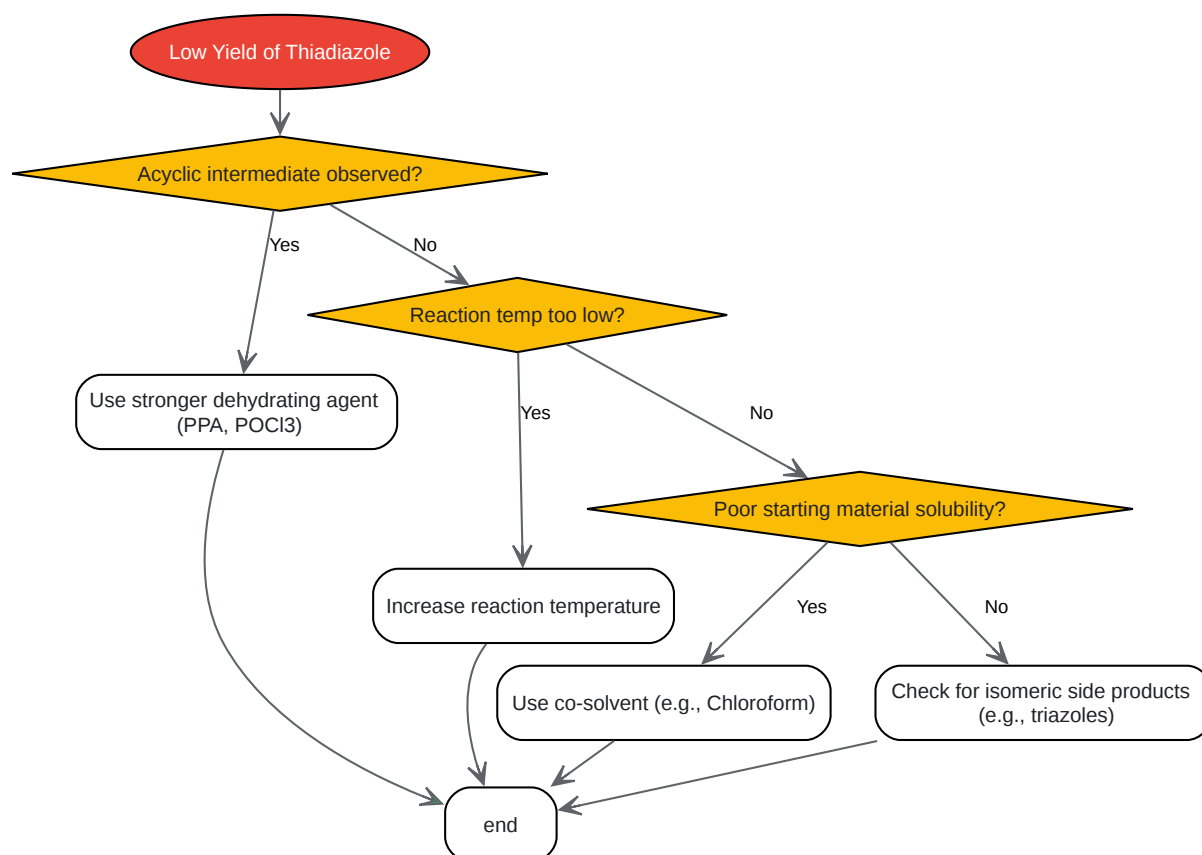 Low Yield of Thiadiazole
Acyclic intermediate observed?
Yes
No
Reaction temp too low?
Use stronger dehydrating agent
(PPA, POCl3)
Yes
No
Poor starting material solubility?
Increase reaction temperature
Yes
No
Use co-solvent (e.g., Chloroform)
Check for isomeric side products
(e.g., triazoles)
end